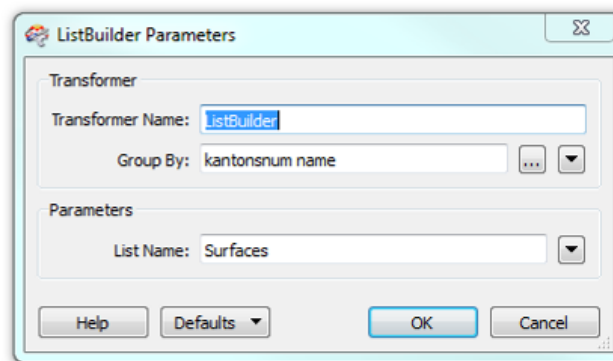 ListBuilder Parameters
Transformer
Transformer Name: ListBuilder
Group By: kantonsnum name ...
Parameters
List Name: Surfaces
Help Defaults OK Cancel